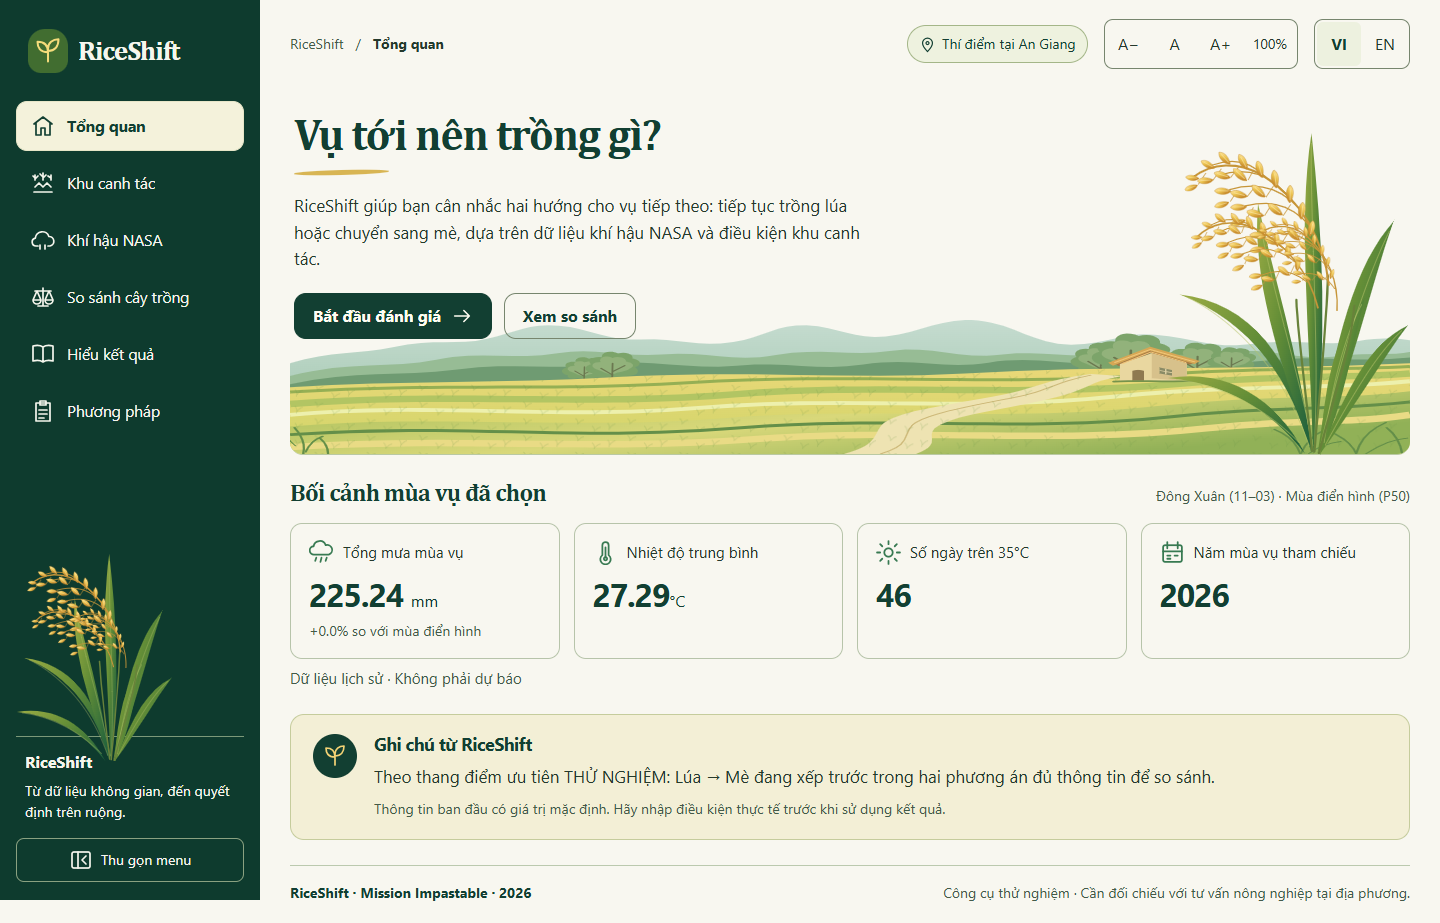 RiceShift
Tổng quan
Khu canh tác
Khí hậu NASA
So sánh cây trồng
Hiểu kết quả
Phương pháp
RiceShift
Từ dữ liệu không gian, đến quyết
định trên ruộng.
Thu gọn menu
RiceShift / Tổng quan
Thí điểm tại An Giang
A− A A+ 100%
VI EN
Vụ tới nên trồng gì?
RiceShift giúp bạn cân nhắc hai hướng cho vụ tiếp theo: tiếp tục trồng lúa
hoặc chuyển sang mè, dựa trên dữ liệu khí hậu NASA và điều kiện khu canh
tác.
Bắt đầu đánh giá →
Xem so sánh
Bối cảnh mùa vụ đã chọn
Đông Xuân (11–03) · Mùa điển hình (P50)
Tổng mưa mùa vụ
225.24 mm
+0.0% so với mùa điển hình
Nhiệt độ trung bình
27.29°C
Số ngày trên 35°C
46
Năm mùa vụ tham chiếu
2026
Dữ liệu lịch sử · Không phải dự báo
Ghi chú từ RiceShift
Theo thang điểm ưu tiên THỬ NGHIỆM: Lúa → Mè đang xếp trước trong hai phương án đủ thông tin để so sánh.
Thông tin ban đầu có giá trị mặc định. Hãy nhập điều kiện thực tế trước khi sử dụng kết quả.
RiceShift · Mission Impastable · 2026
Công cụ thử nghiệm · Cần đối chiếu với tư vấn nông nghiệp tại địa phương.